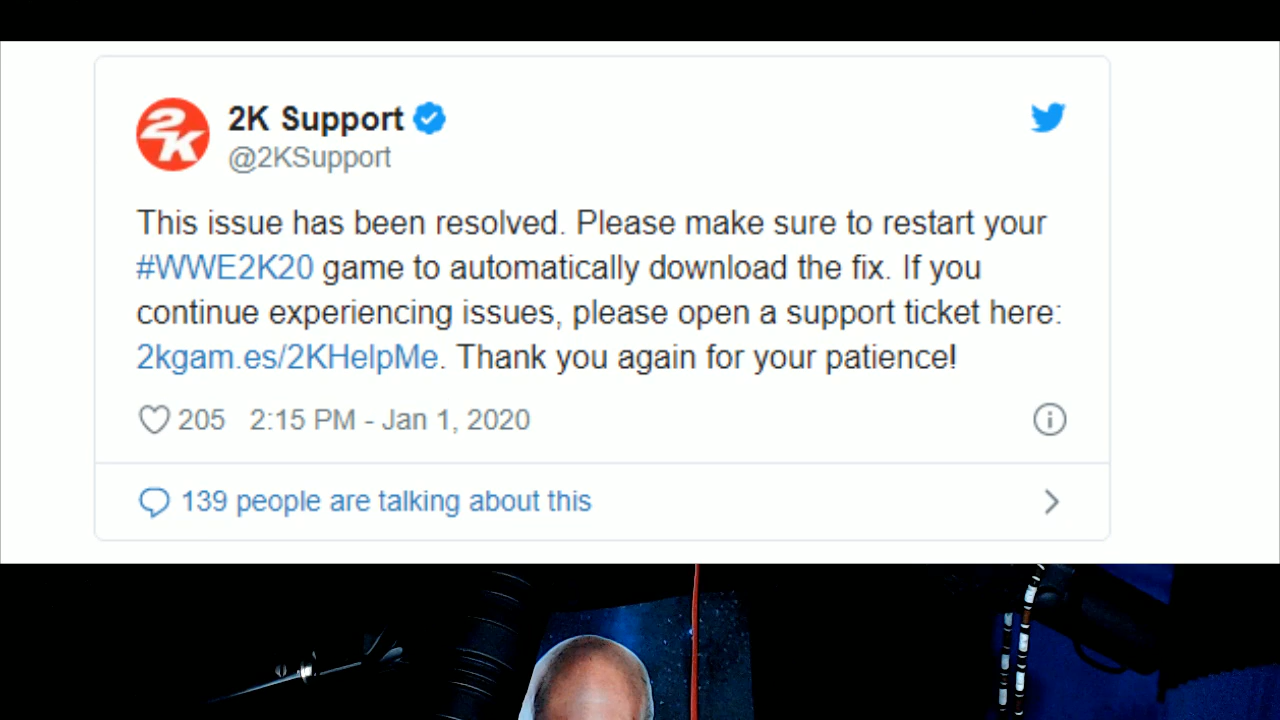 2K
2K Support
@2KSupport
This issue has been resolved. Please make sure to restart your
#WWE2K20 game to automatically download the fix. If you
continue experiencing issues, please open a support ticket here:
2kgam.es/2KHelpMe. Thank you again for your patience!
205 2:15 PM - Jan 1, 2020
139 people are talking about this